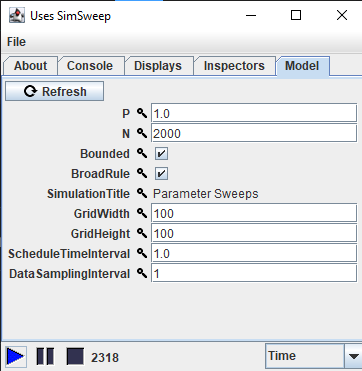 Uses SimSweep
File
About Console Displays Inspectors Model
Refresh
P 1.0
N 2000
Bounded
BroadRule
SimulationTitle Parameter Sweeps
GridWidth 100
GridHeight 100
ScheduleTimeInterval 1.0
DataSamplingInterval 1
2318 Time